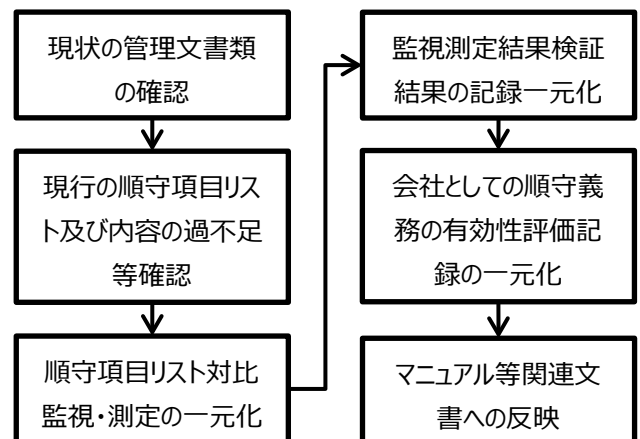 現状の管理文書類
の確認
現行の順守項目リス
ト及び内容の過不足
等確認
順守項目リスト対比
監視・測定の一元化
監視測定結果検証
結果の記録一元化
会社としての順守義
務の有効性評価記
録の一元化
マニュアル等関連文
書への反映